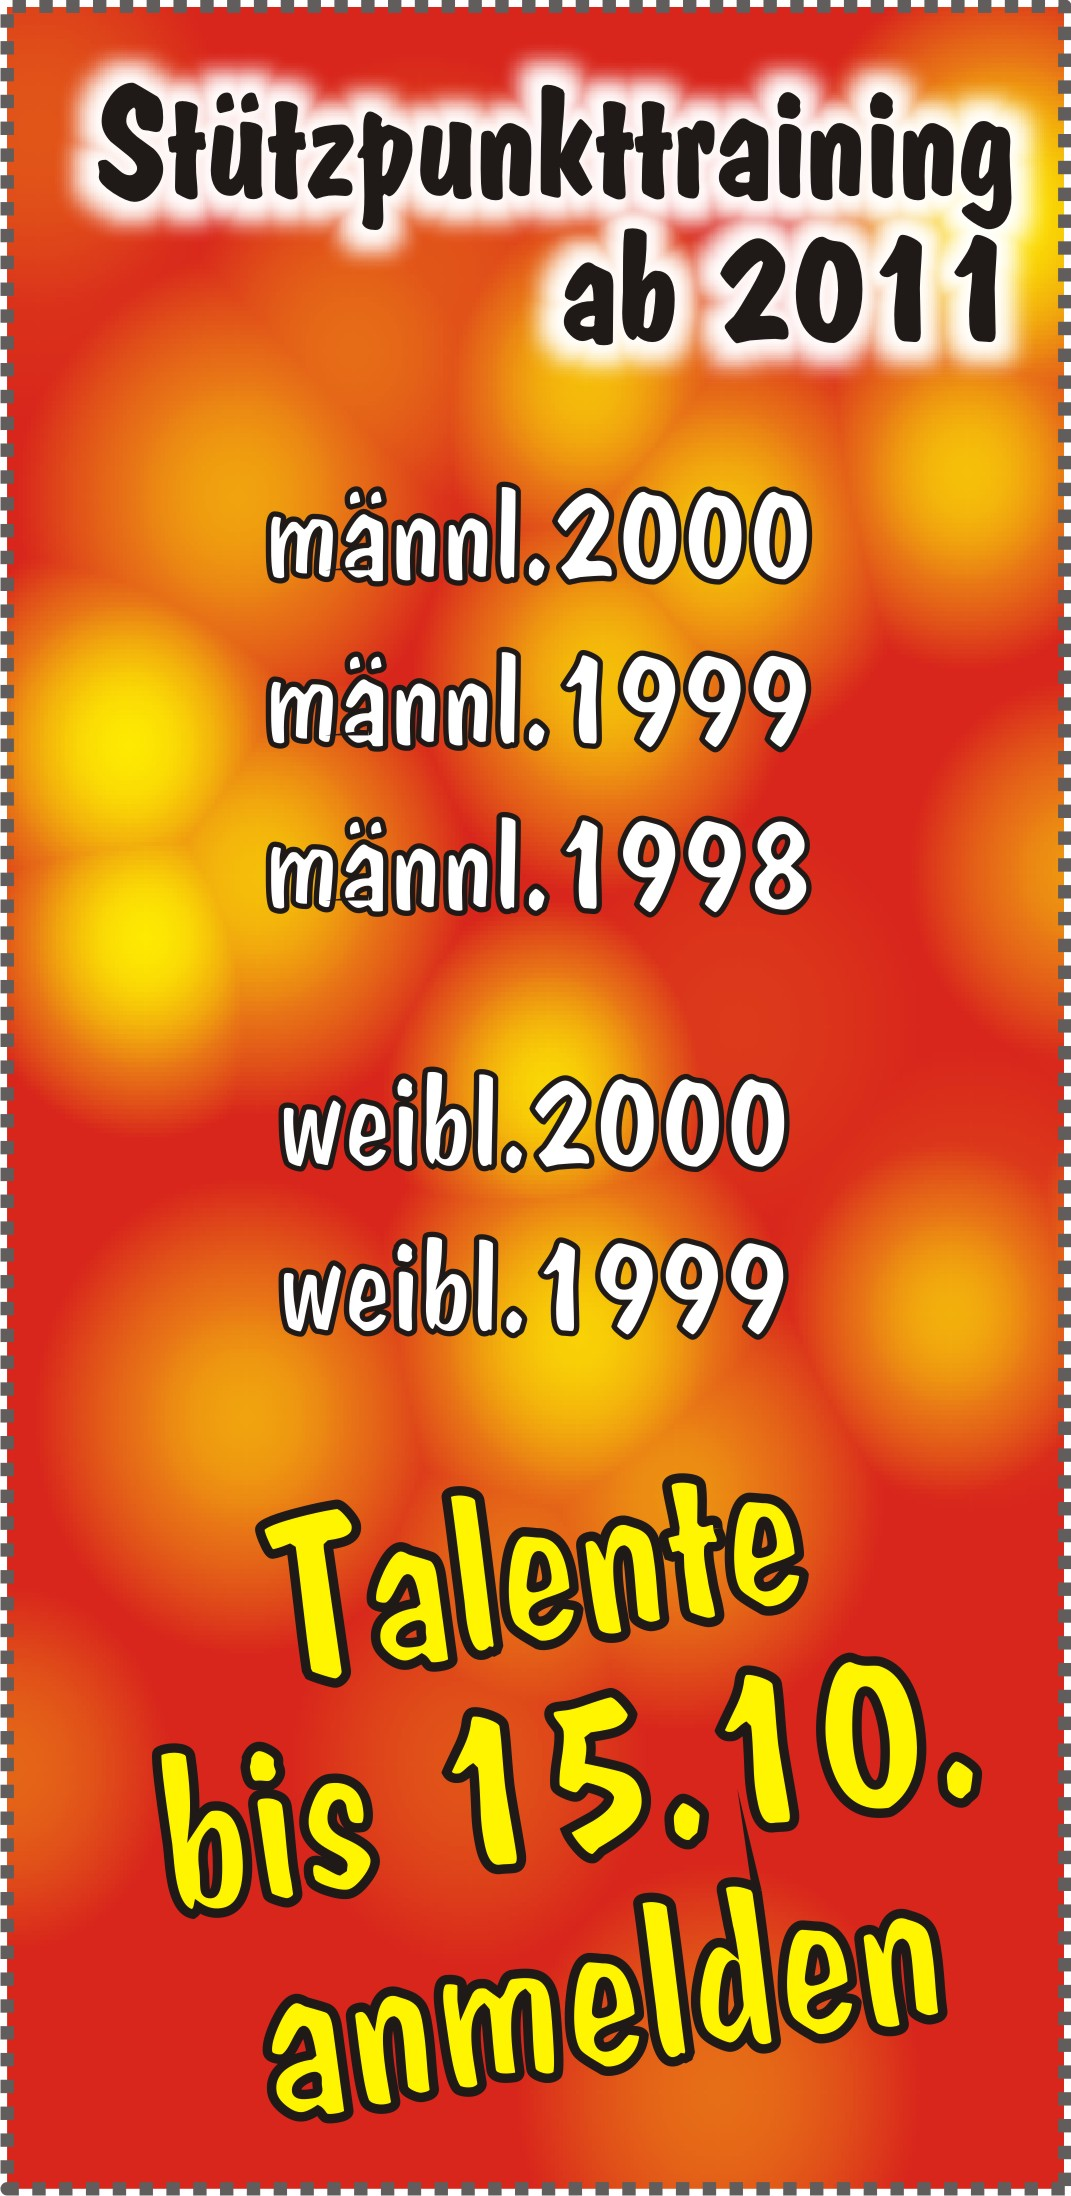 Stützpunkttraining
ab 2011
männl.2000
männl.1999
männl.1998
weibl.2000
weibl.1999
Talente
bis 15.10.
anmelden